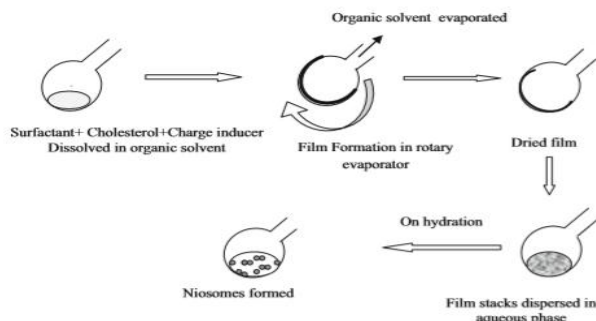 Organic solvent evaporated
Surfactant+ Cholesterol+Charge inducer
Dissolved in organic solvent
Film Formation in rotary
evaporator
Dried film
On hydration
Niosomes formed
Film stacks dispersed in
aqueous phase